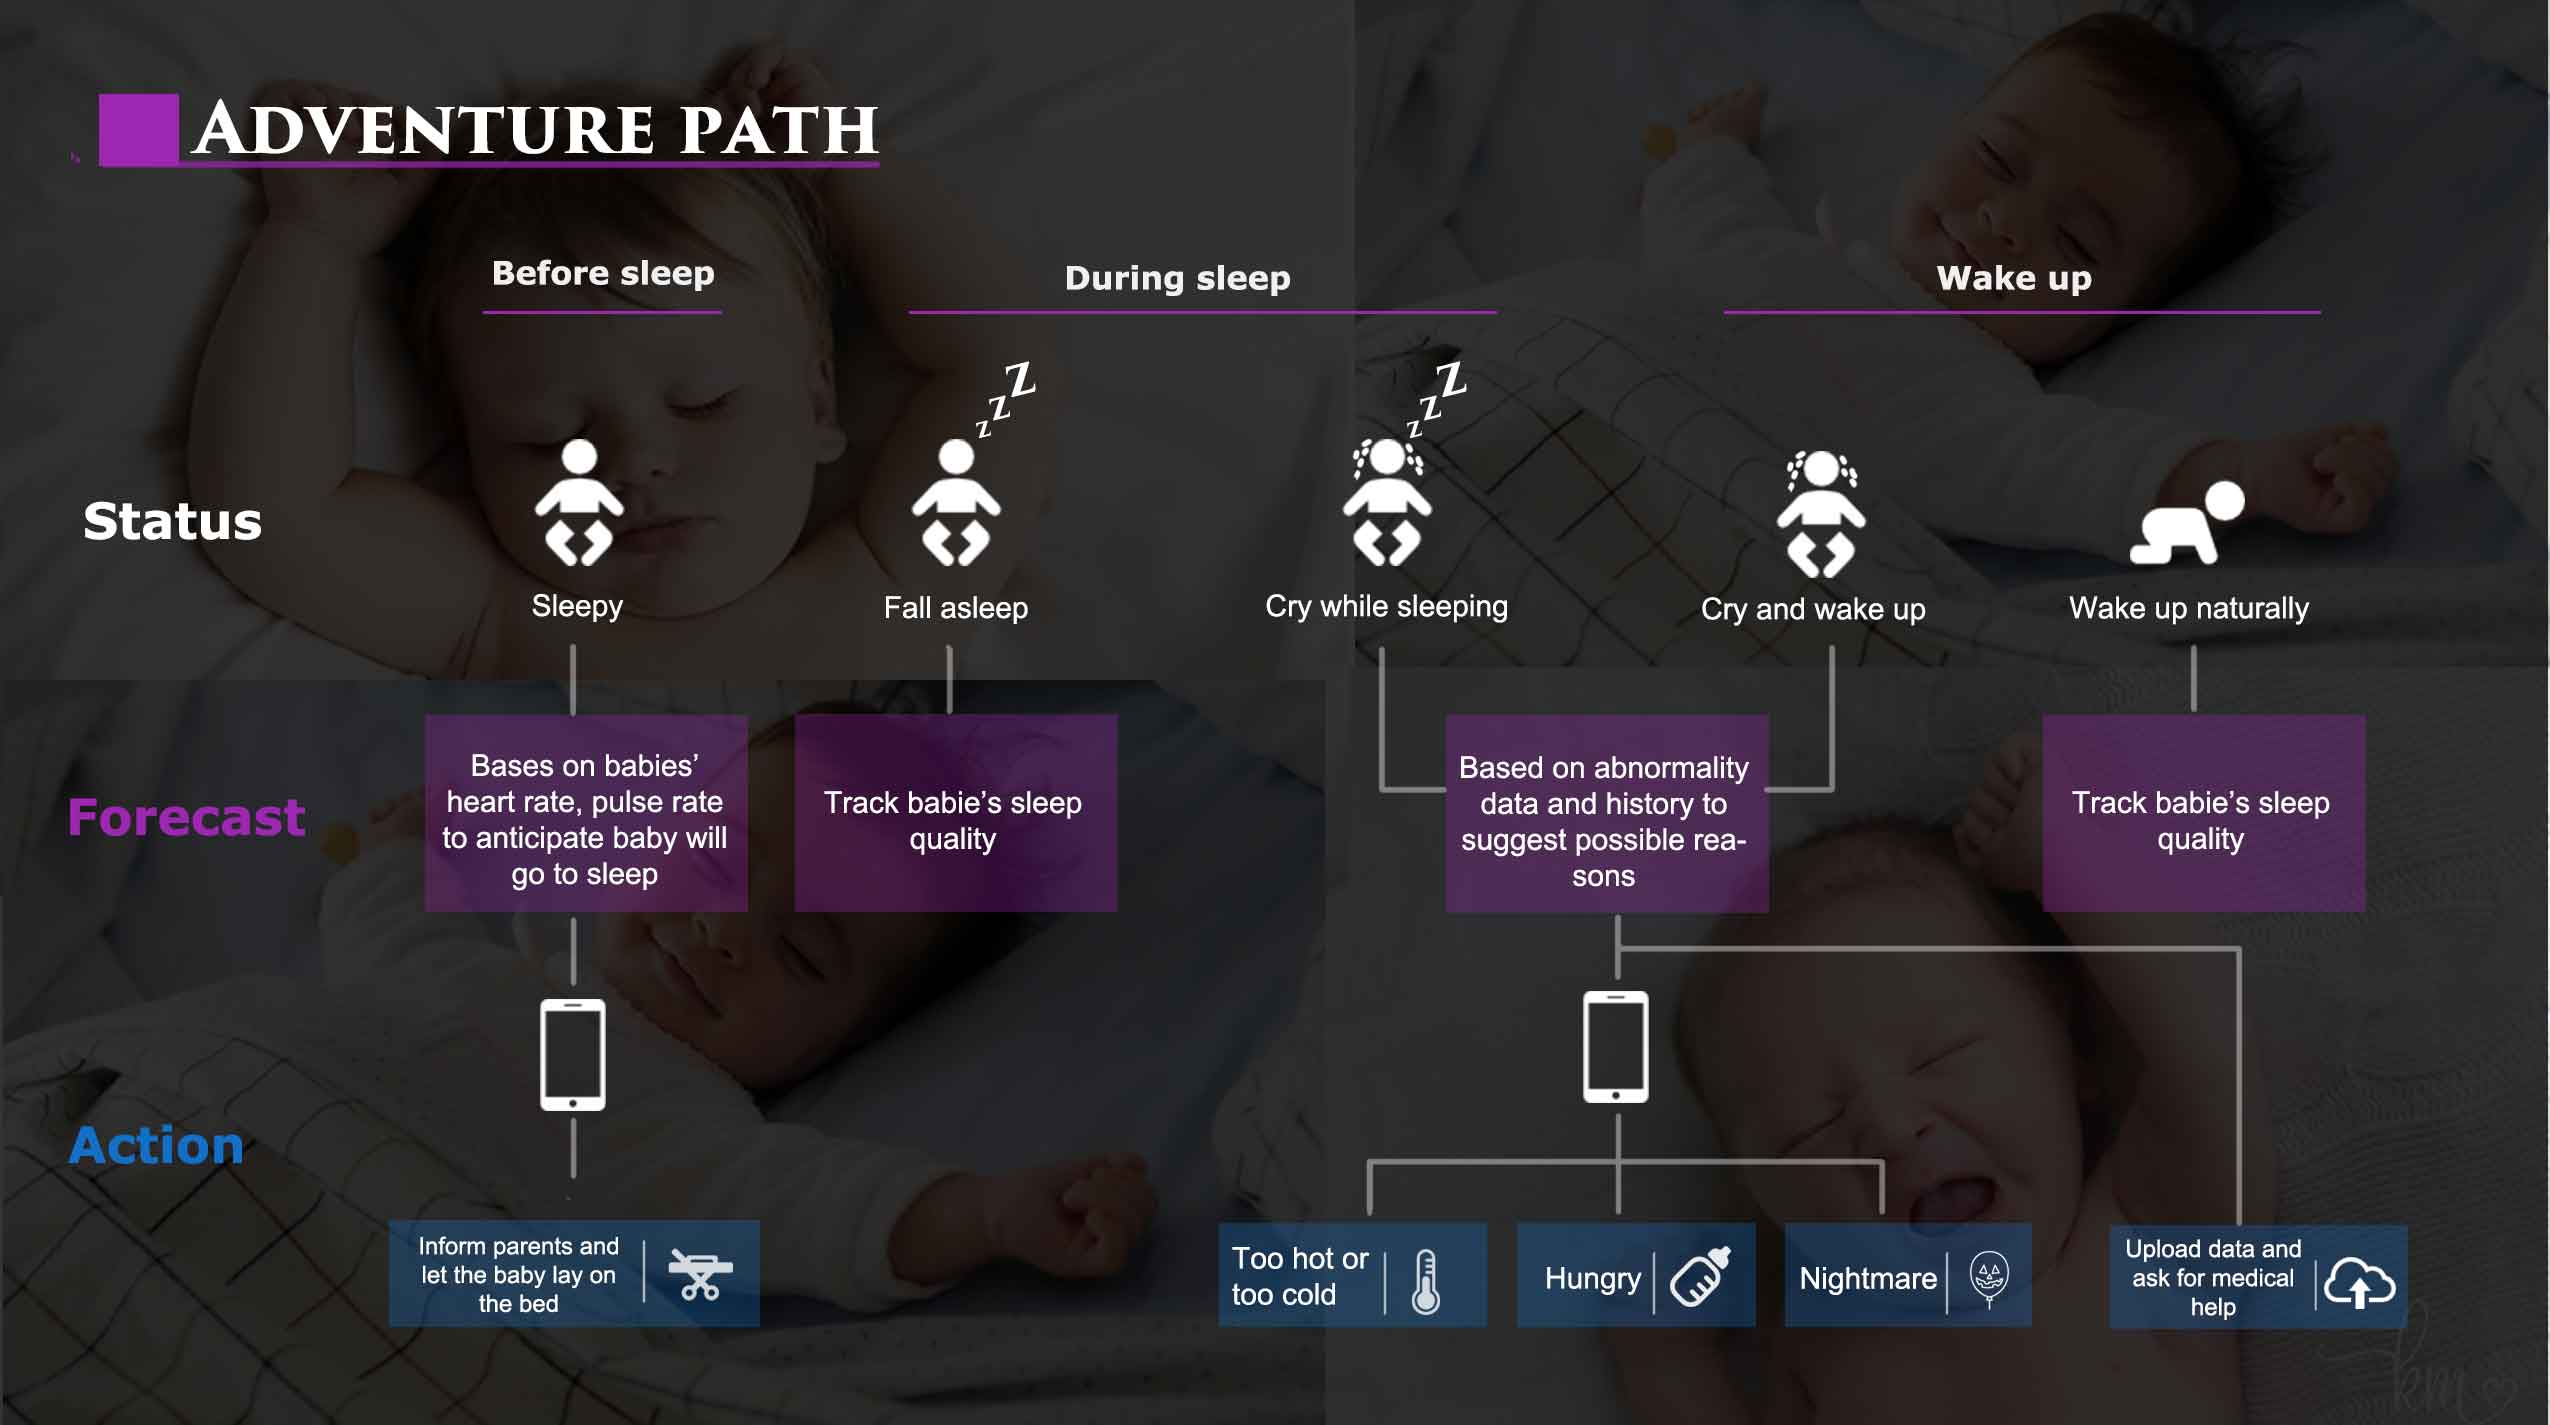 ADVENTURE PATH
Before sleep
During sleep
Wake up
z z Z
z z Z
Status
Sleepy
Fall asleep
Cry while sleeping
Cry and wake up
Wake up naturally
Forecast
Bases on babies’
heart rate, pulse rate
to anticipate baby will
go to sleep
Track babie’s sleep
quality
Based on abnormality
data and history to
suggest possible rea-
sons
Track babie’s sleep
quality
Action
Inform parents and
let the baby lay on
the bed
Too hot or
too cold
Hungry
Nightmare
Upload data and
ask for medical
help
km